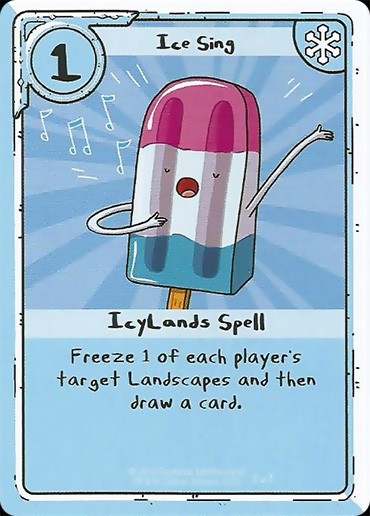 1
Ice Sing
IcyLands Spell
Freeze 1 of each player's
target Landscapes and then
draw a card.